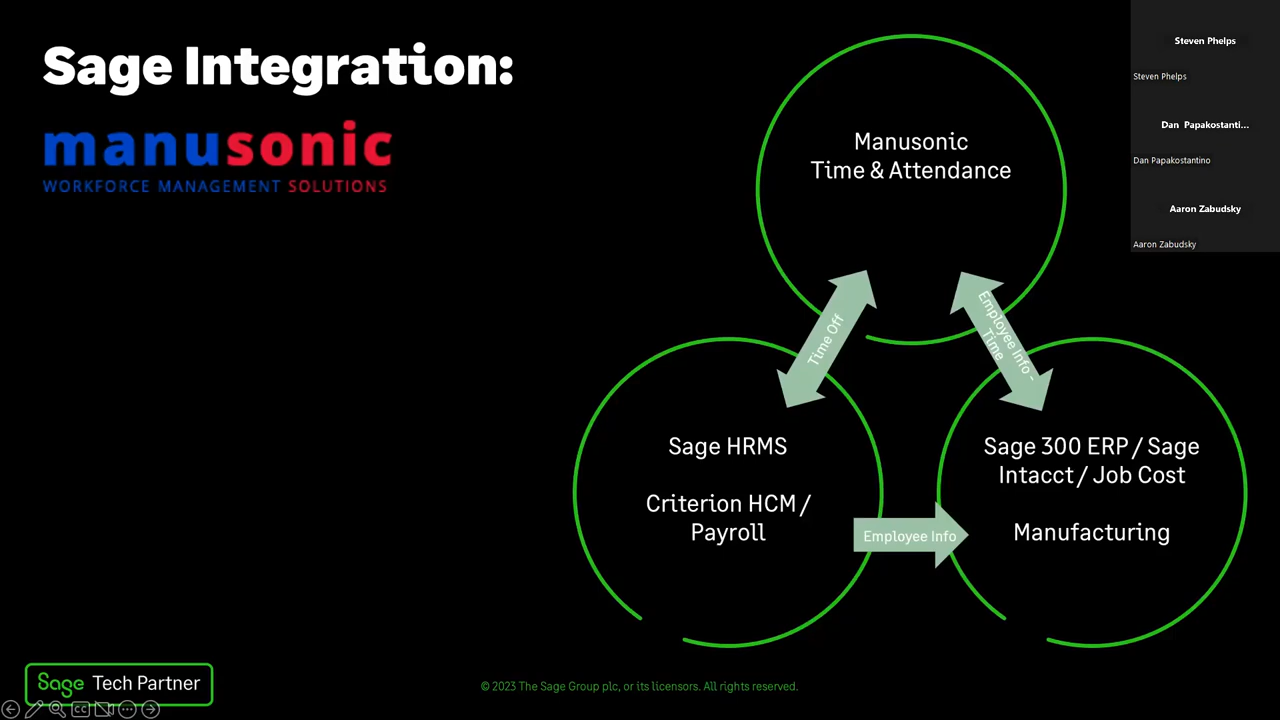 Sage Integration:
manusonic
WORKFORCE MANAGEMENT SOLUTIONS
Manusonic
Time & Attendance
Time Off
Employee Info -
Time
Sage HRMS
Criterion HCM /
Payroll
Employee Info
Sage 300 ERP / Sage
Intacct / Job Cost
Manufacturing
Steven Phelps
Steven Phelps
Dan Papakostanti...
Dan Papakostantino
Aaron Zabudsky
Aaron Zabudsky
Sage Tech Partner
CC
© 2023 The Sage Group plc, or its licensors. All rights reserved.